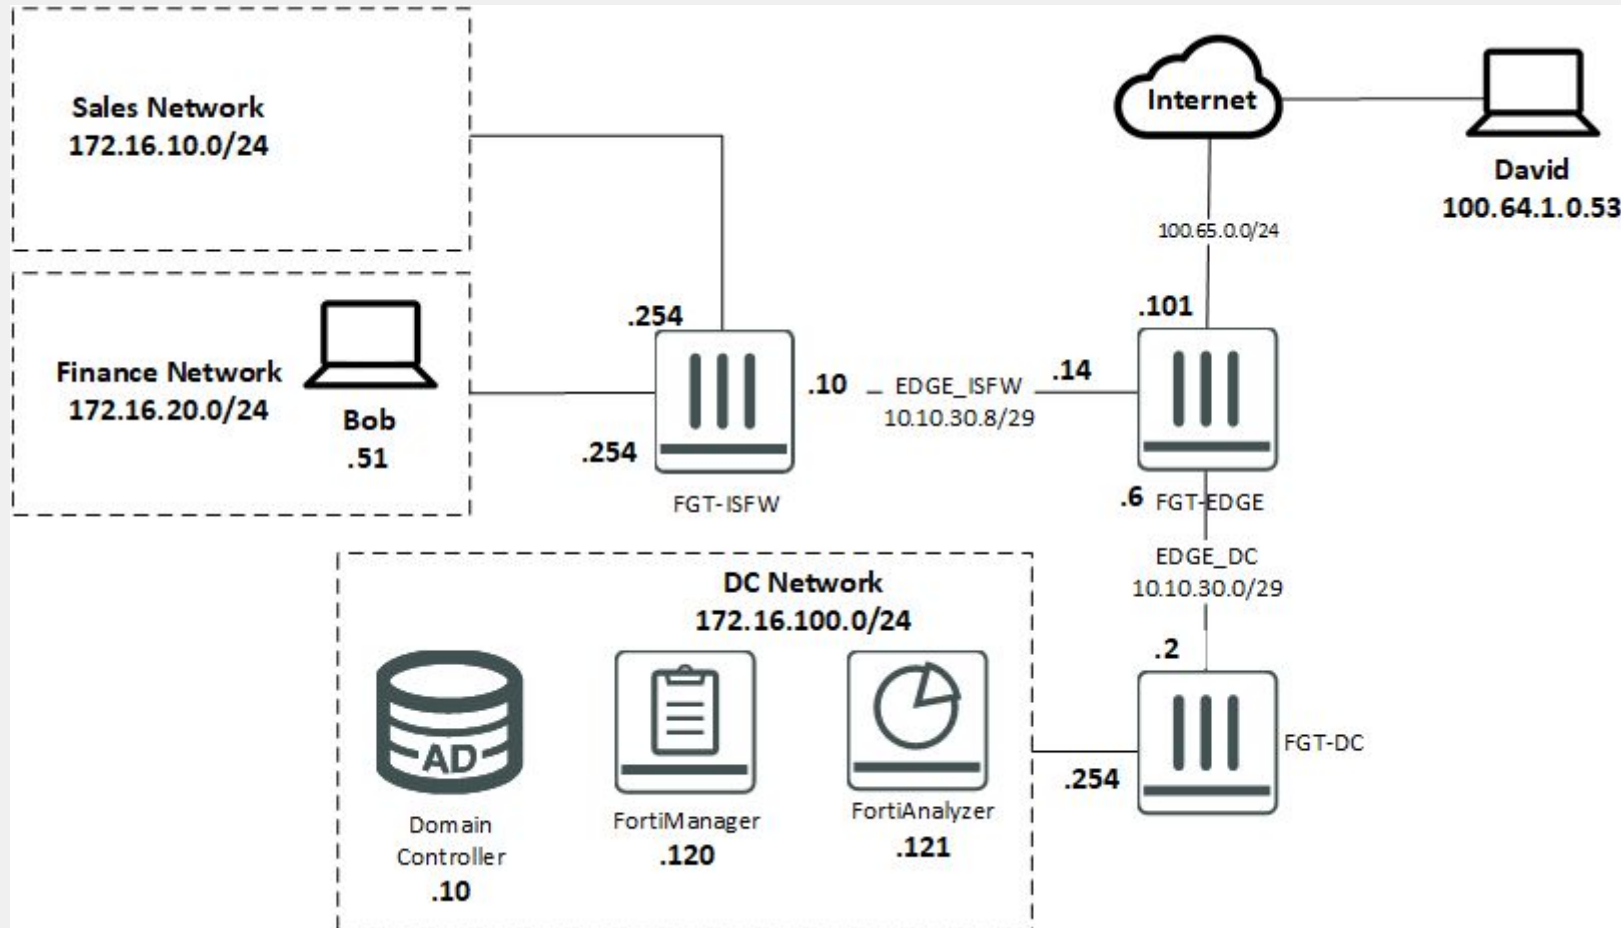 Sales Network
172.16.10.0/24
Internet
David
100.64.1.0.53
100.65.0.0/24
.101
.254
Finance Network
172.16.20.0/24
Bob
.51
.254
.10
EDGE_ISFW
10.10.30.8/29
.14
FGT-ISFW
.6
FGT-EDGE
EDGE_DC
10.10.30.0/29
.2
DC Network
172.16.100.0/24
AD
Domain
Controller
.10
FortiManager
.120
FortiAnalyzer
.121
.254
FGT-DC